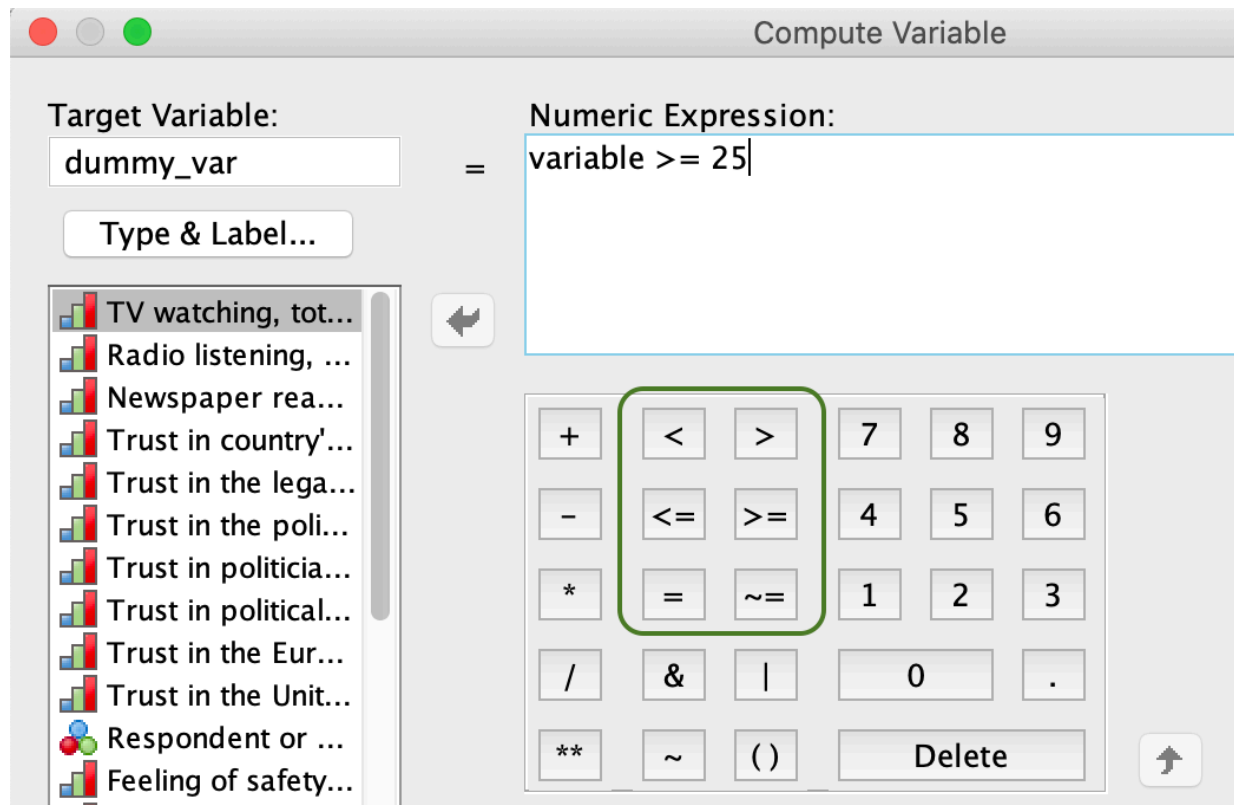 Compute Variable
Target Variable:
dummy_var
=
Numeric Expression:
variable >= 25
Type & Label...
TV watching, tot...
Radio listening, ...
Newspaper rea...
Trust in country'...
Trust in the lega...
Trust in the poli...
Trust in politicia...
Trust in political...
Trust in the Eur...
Trust in the Unit...
Respondent or ...
Feeling of safety...
+ < > 7 8 9
- <= >= 4 5 6
* = ~= 1 2 3
/ & | 0 .
** ~ () Delete